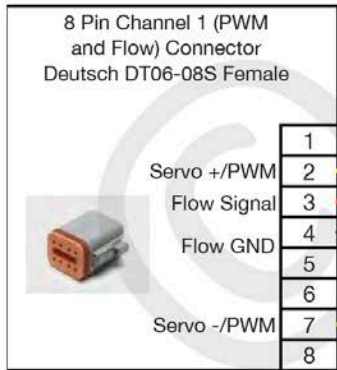 8 Pin Channel 1 (PWM
and Flow) Connector
Deutsch DT06-08S Female
1
Servo +/PWM 2
Flow Signal 3
Flow GND 4
5
6
Servo -/PWM 7
8